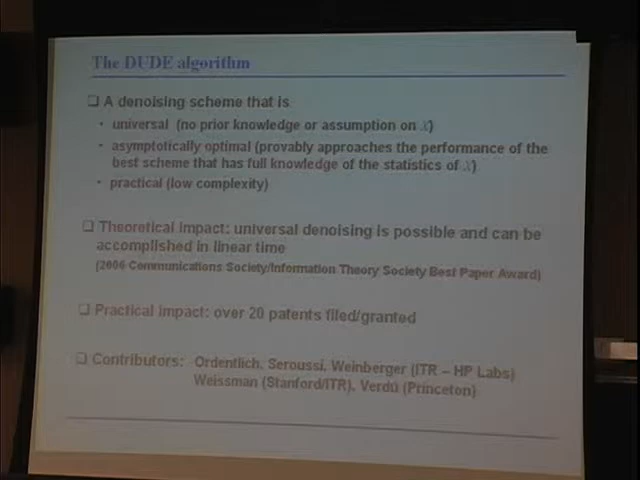 The DUDE algorithm
❑ A denoising scheme that is
• universal (no prior knowledge or assumption on X)
• asymptotically optimal (provably approaches the performance of the
best scheme that has full knowledge of the statistics of X)
• practical (low complexity)
❑ Theoretical impact: universal denoising is possible and can be
accomplished in linear time
(2006 Communications Society/Information Theory Society Best Paper Award)
❑ Practical impact: over 20 patents filed/granted
❑ Contributors: Ordentlich, Seroussi, Weinberger (ITR – HP Labs)
Weissman (Stanford/ITR), Verdú (Princeton)